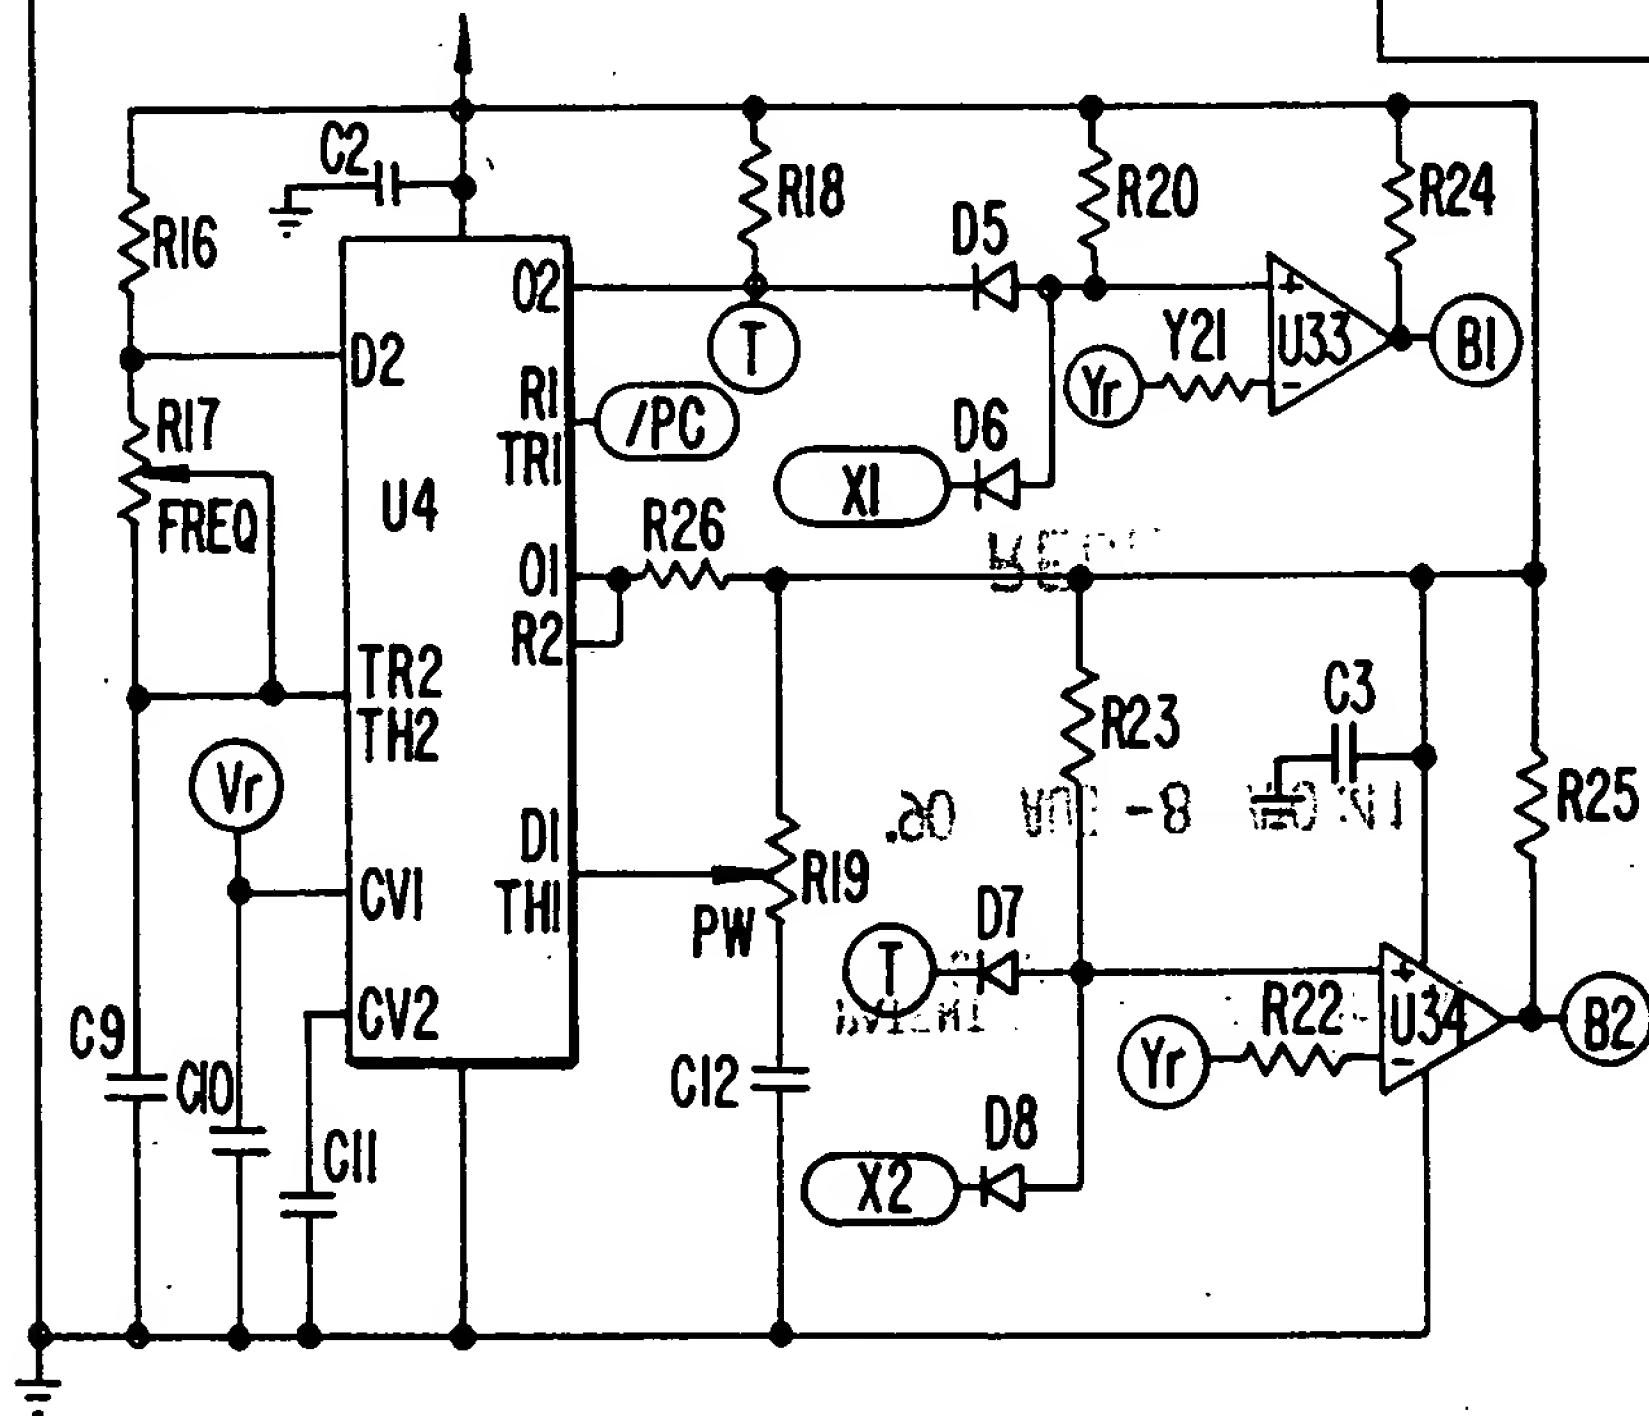 C2
R16
R18
R20
R24
D5
O2
D2
T
Y21
+
U33
-
B1
Yr
R17
R1
/PC
TR1
D6
X1
FREQ
U4
R26
O1
R2
TR2
TH2
C3
R23
Vr
R25
D1
R19
TH1
PW
CV1
D7
T
+
CV2
R22
U34
-
B2
Yr
C9
C10
C12
C11
D8
X2